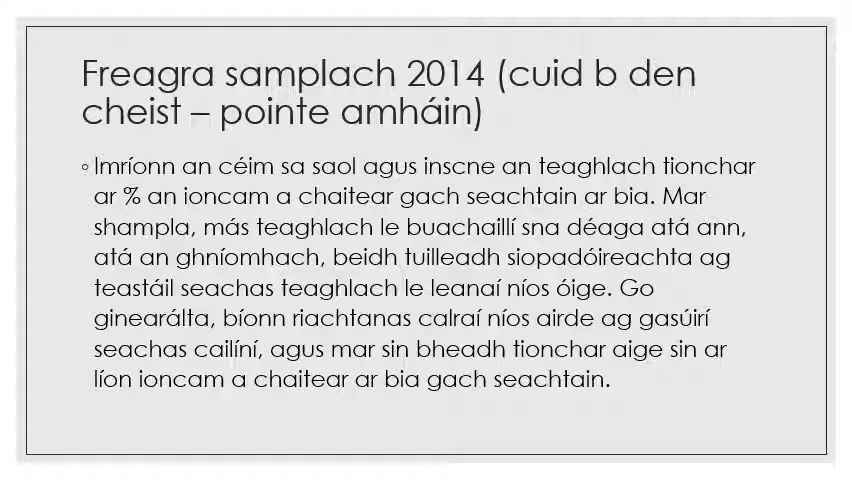 Freagra samplach 2014 (cuid b den
cheist – pointe amháin)
◦ Imríonn an céim sa saol agus inscne an teaghlach tionchar
ar % an ioncam a chaitear gach seachtain ar bia. Mar
shampla, más teaghlach le buachaillí sna déaga atá ann,
atá an ghníomhach, beidh tuilleadh siopadóireachta ag
teastáil seachas teaghlach le leanaí níos óige. Go
ginearálta, bíonn riachtanas calraí níos airde ag gasúirí
seachas cailíní, agus mar sin bheadh tionchar aige sin ar
líon ioncam a chaitear ar bia gach seachtain.